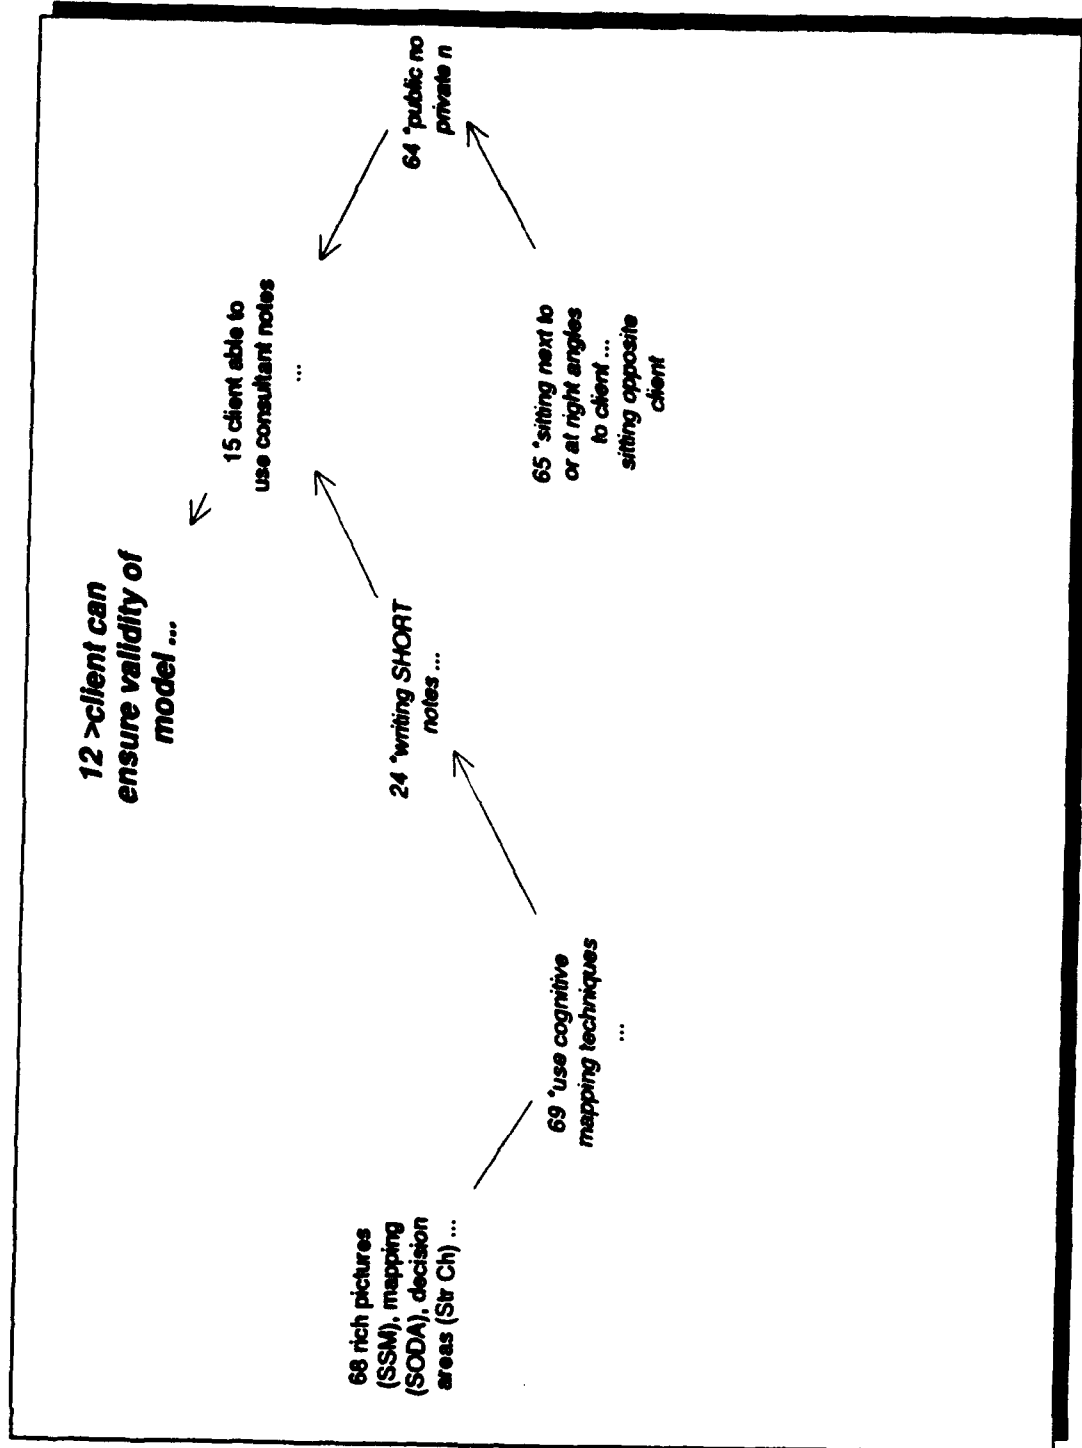 12 >client can
ensure validity of
model ...
15 client able to
use consultant notes
...
68 rich pictures
(SSM), mapping
(SODA), decision
areas (Str Ch) ...
24 *writing SHORT
notes ...
64 *public no
private n
69 *use cognitive
mapping techniques
...
65 *sitting next to
or at right angles
to client ...
sitting opposite
client